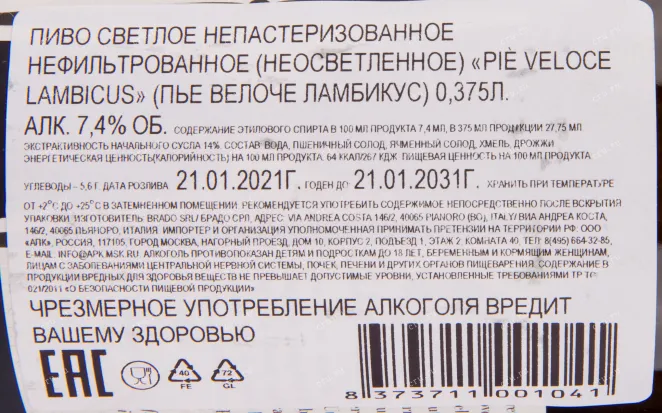 ПИВО СВЕТЛОЕ НЕПАСТЕРИЗОВАННОЕ
НЕФИЛЬТРОВАННОЕ (НЕОСВЕТЛЕННОЕ) «PIÈ VELOCE
LAMBICUS» (ПЬЕ ВЕЛОЧЕ ЛАМБИКУС) 0,375Л.
АЛК. 7,4% ОБ. СОДЕРЖАНИЕ ЭТИЛОВОГО СПИРТА В 100 МЛ ПРОДУКТА 7,4 МЛ, В 375 МЛ ПРОДУКЦИИ 27,75 МЛ.
ЭКСТРАКТИВНОСТЬ НАЧАЛЬНОГО СУСЛА 14%. СОСТАВ: ВОДА, ПШЕНИЧНЫЙ СОЛОД, ЯЧМЕННЫЙ СОЛОД, ХМЕЛЬ, ДРОЖЖИ
ЭНЕРГЕТИЧЕСКАЯ ЦЕННОСТЬ(КАЛОРИЙНОСТЬ) НА 100 МЛ ПРОДУКТА: 64 ККАЛ/267 КДЖ. ПИЩЕВАЯ ЦЕННОСТЬ НА 100 МЛ ПРОДУКТА:
УГЛЕВОДЫ – 5,6 Г. ДАТА РОЗЛИВА 21.01.2021Г. ГОДЕН ДО 21.01.2031Г. ХРАНИТЬ ПРИ ТЕМПЕРАТУРЕ
ОТ +2°С ДО +25°С В ЗАТЕМНЕННОМ ПОМЕЩЕНИИ. РЕКОМЕНДУЕТСЯ УПОТРЕБИТЬ СОДЕРЖИМОЕ НЕПОСРЕДСТВЕННО ПОСЛЕ ВСКРЫТИЯ
УПАКОВКИ. ИЗГОТОВИТЕЛЬ: BRADO SRL/ БРАДО СРЛ, АДРЕС: VIA ANDREA COSTA 146/2, 40065 PIANORO (BO), ITALY/ ВИА АНДРЕА КОСТА,
146/2, 40065 ПЬЯНОРО, ИТАЛИЯ. ИМПОРТЕР И ОРГАНИЗАЦИЯ УПОЛНОМОЧЕННАЯ ПРИНИМАТЬ ПРЕТЕНЗИИ НА ТЕРРИТОРИИ РФ: ООО
«АПК», РОССИЯ, 117105, ГОРОД МОСКВА, НАГОРНЫЙ ПРОЕЗД, ДОМ 10, КОРПУС 2, ПОДЪЕЗД 1, ЭТАЖ 2, КОМНАТА 40, ТЕЛ: 8(495) 664-32-85,
E-MAIL: INFO@APK.MSK.RU. АЛКОГОЛЬ ПРОТИВОПОКАЗАН ДЕТЯМ И ПОДРОСТКАМ ДО 18 ЛЕТ, БЕРЕМЕННЫМ И КОРМЯЩИМ ЖЕНЩИНАМ,
ЛИЦАМ С ЗАБОЛЕВАНИЯМИ ЦЕНТРАЛЬНОЙ НЕРВНОЙ СИСТЕМЫ, ПОЧЕК, ПЕЧЕНИ И ДРУГИХ ОРГАНОВ ПИЩЕВАРЕНИЯ. СОДЕРЖАНИЕ В
ПРОДУКЦИИ ВРЕДНЫХ ДЛЯ ЗДОРОВЬЯ ВЕЩЕСТВ НЕ ПРЕВЫШАЕТ ДОПУСТИМЫЕ УРОВНИ, УСТАНОВЛЕННЫЕ ТРЕБОВАНИЯМИ ТР ТС
021/2011 «О БЕЗОПАСНОСТИ ПИЩЕВОЙ ПРОДУКЦИИ»
ЧРЕЗМЕРНОЕ УПОТРЕБЛЕНИЕ АЛКОГОЛЯ ВРЕДИТ
ВАШЕМУ ЗДОРОВЬЮ
EAC
40 FE
72 GL
8 373711 001041